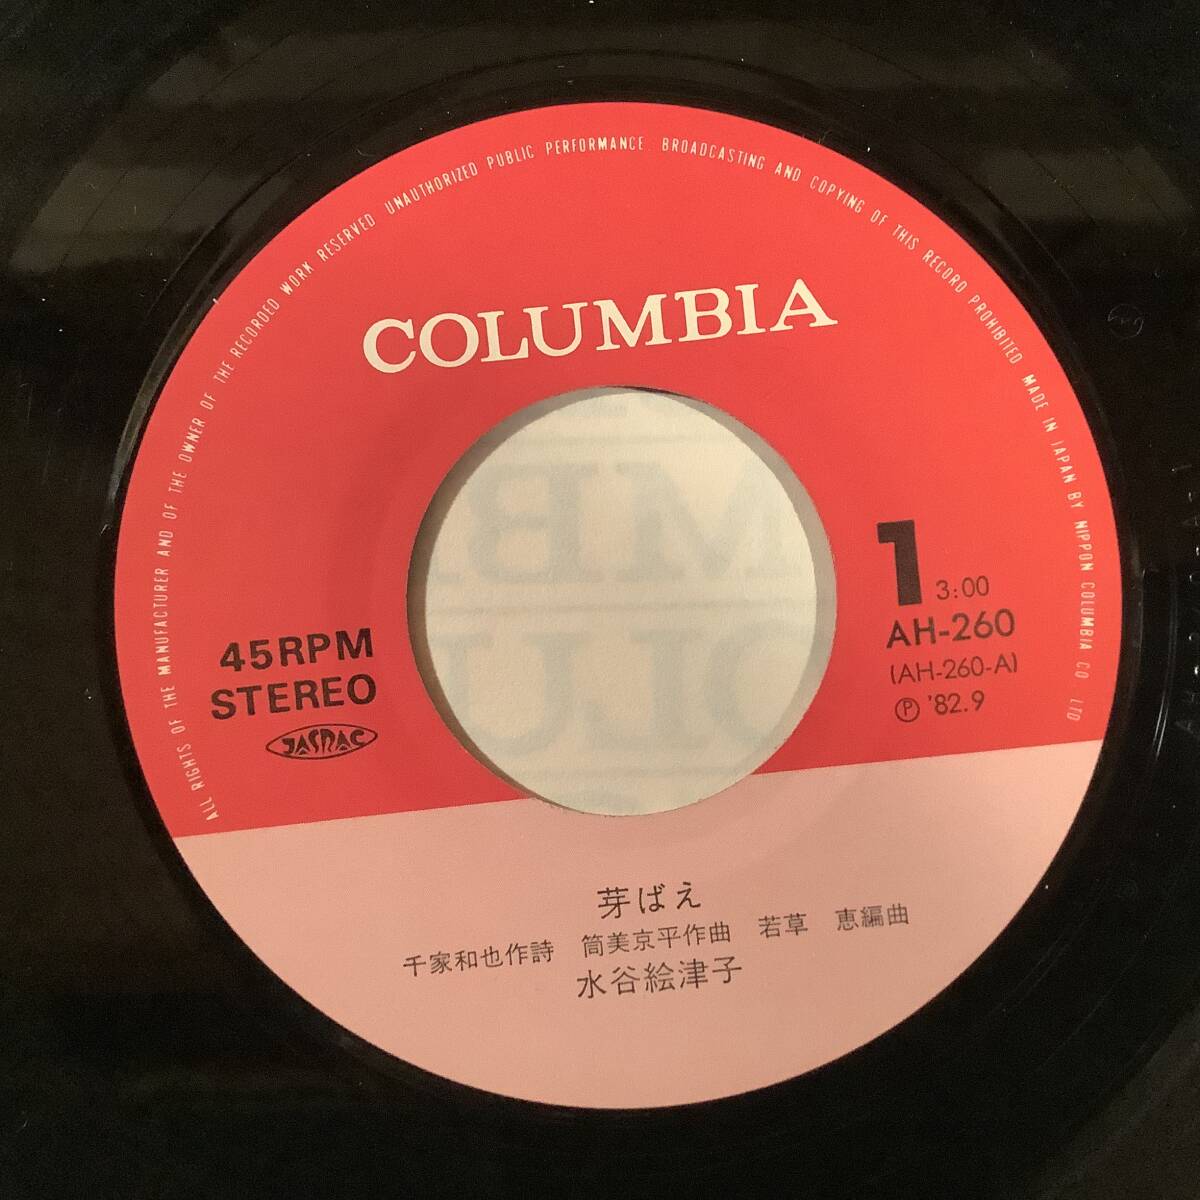 ALL RIGHTS OF THE MANUFACTURER AND OF THE OWNER OF THE RECORDED WORK RESERVED UNAUTHORIZED PUBLIC PERFORMANCE BROADCASTING AND COPYING OF THIS RECORD PROHIBITED MADE IN JAPAN BY NIPPON COLUMBIA CO LTD
COLUMBIA
1 3:00
AH-260
(AH-260-A)
Ⓟ '82.9
45RPM
STEREO
JASRAC
芽ばえ
千家和也作詩 筒美京平作曲 若草 恵編曲
水谷絵津子